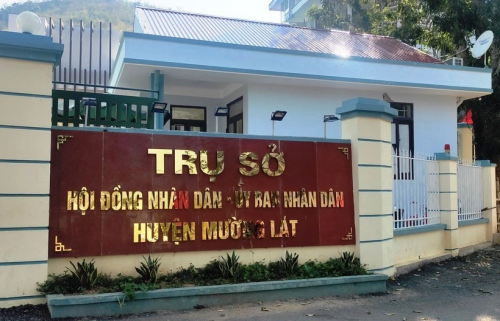 TRỤ SỞ
HỘI ĐỒNG NHÂN DÂN - ỦY BAN NHÂN DÂN
HUYỆN MƯỜNG LÁT